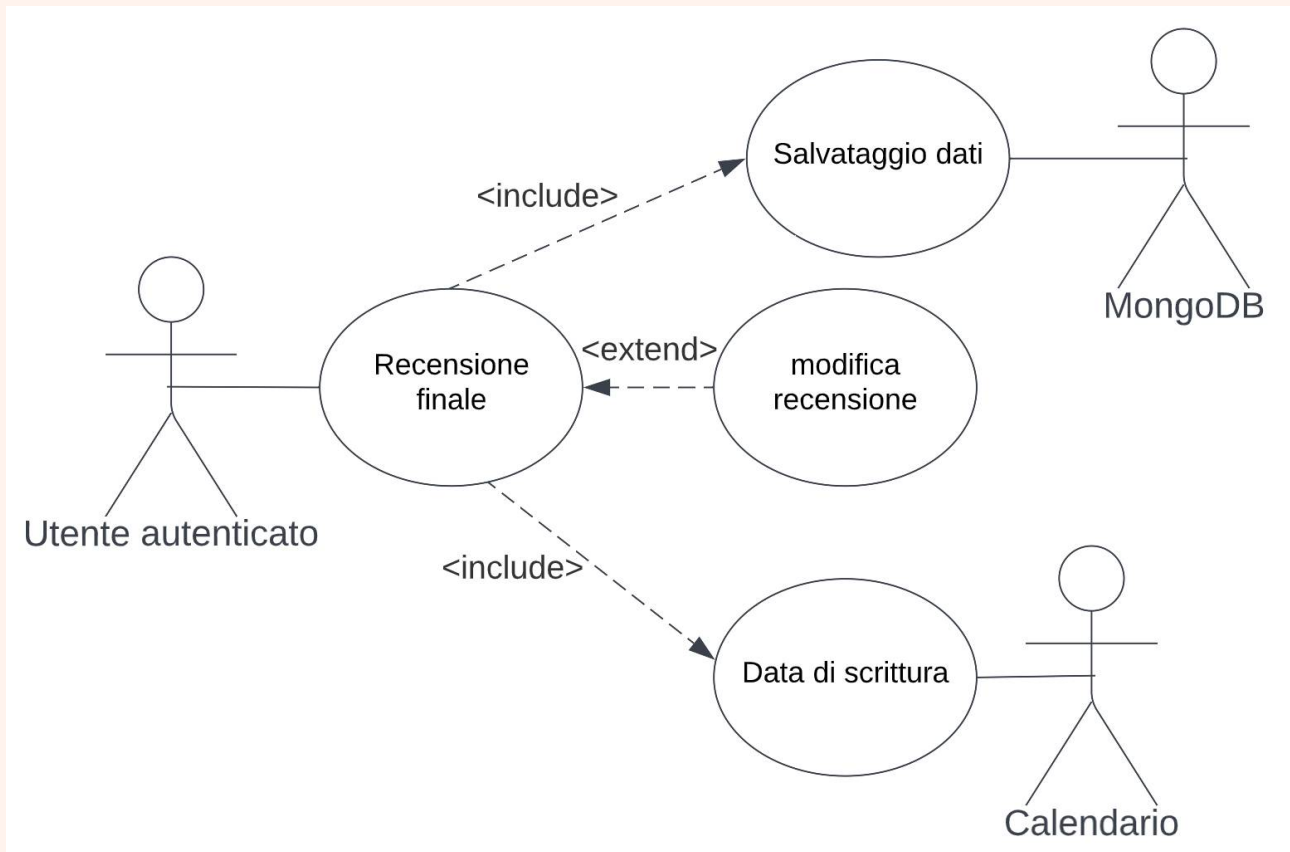 Salvataggio dati
<include>
MongoDB
Recensione
finale
<extend>
modifica
recensione
Utente autenticato
<include>
Data di scrittura
Calendario